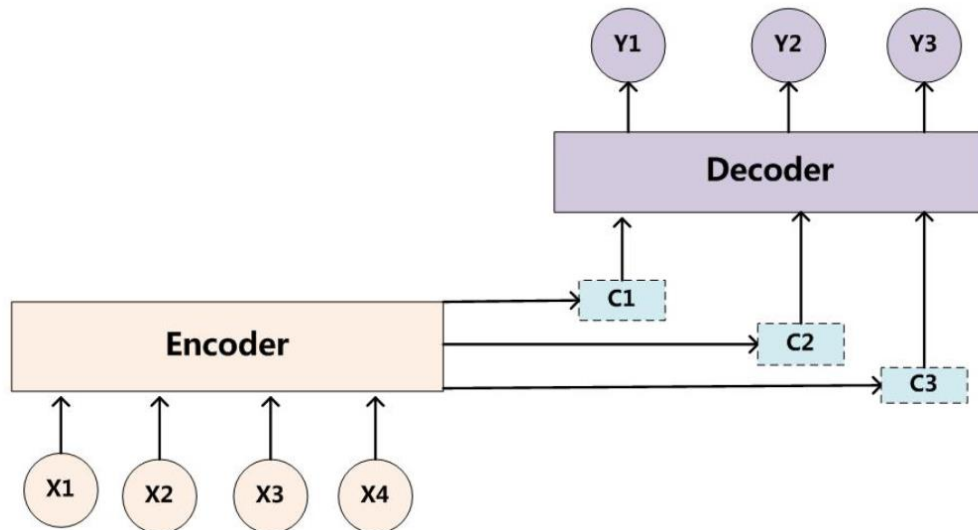 Y1 Y2 Y3
Decoder
C1
Encoder
C2
C3
X1 X2 X3 X4